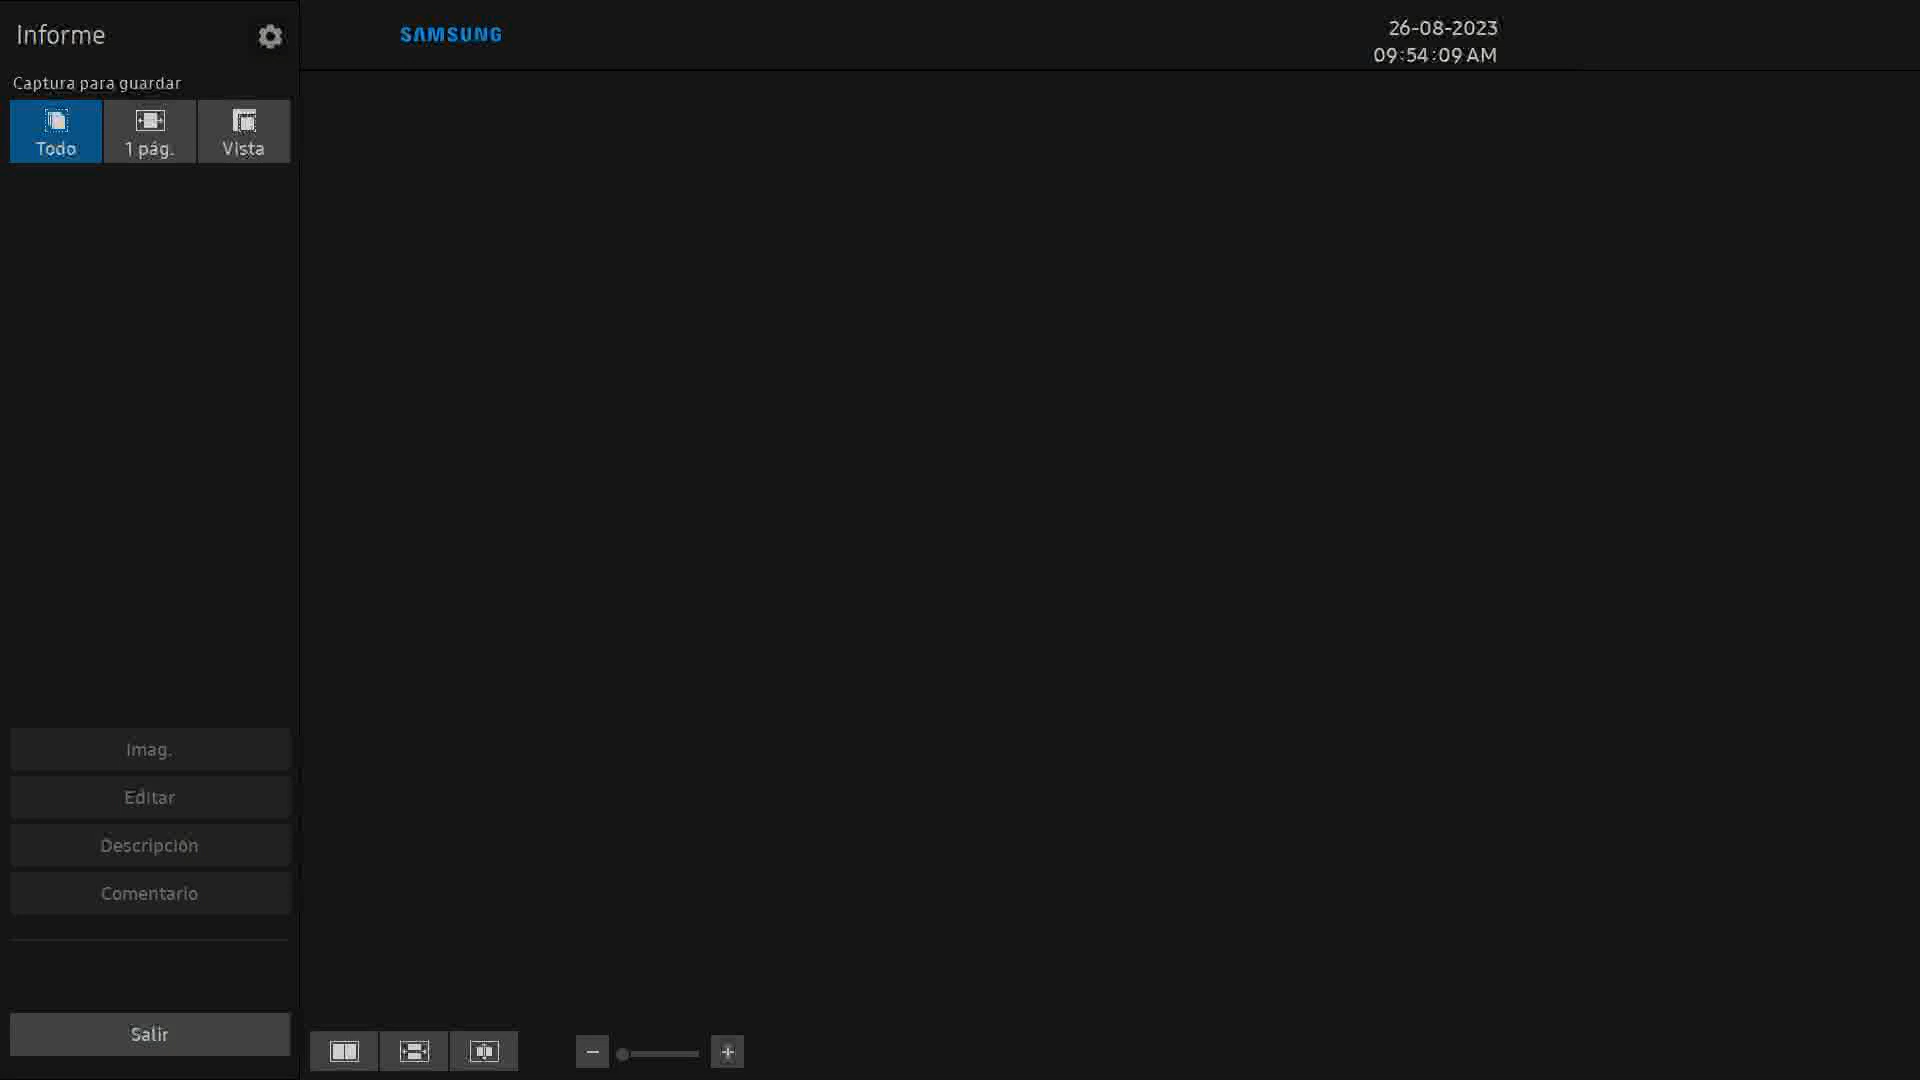 Informe
SAMSUNG
26-08-2023
09:54:09 AM
Captura para guardar
Todo
1 pág.
Vista
Imag.
Editar
Descripción
Comentario
Salir